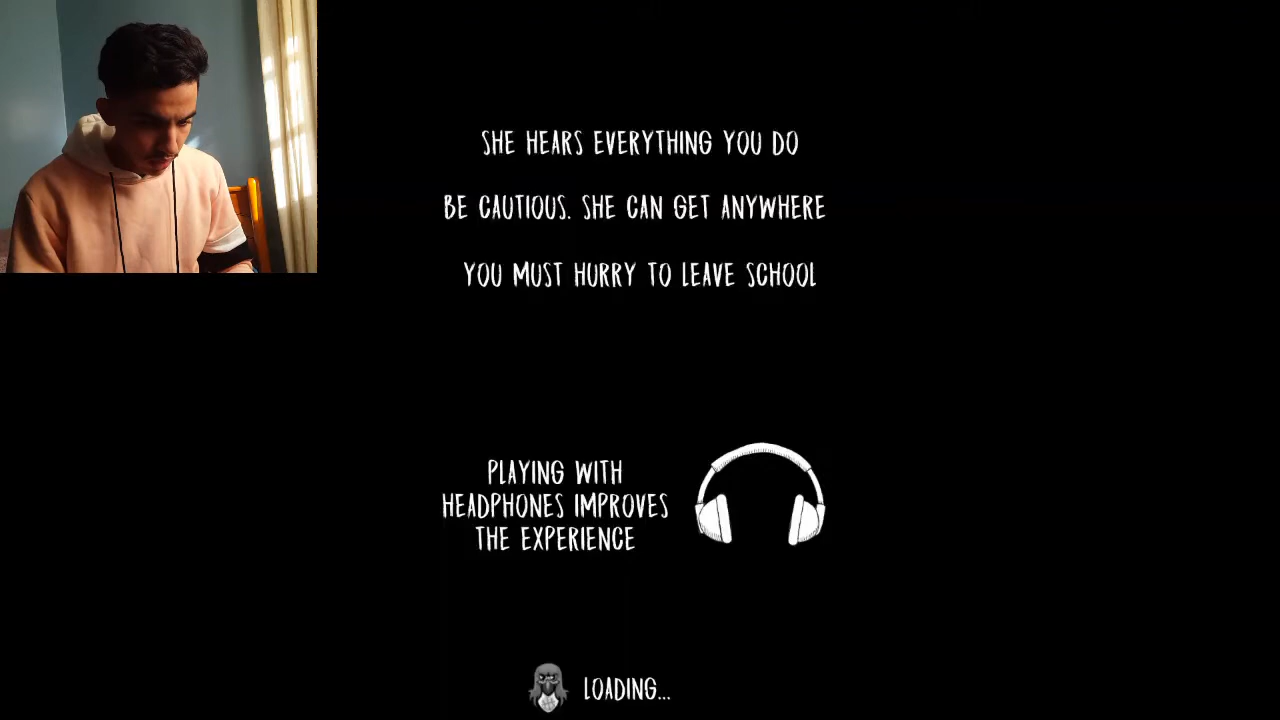 SHE HEARS EVERYTHING YOU DO
BE CAUTIOUS. SHE CAN GET ANYWHERE
YOU MUST HURRY TO LEAVE SCHOOL
PLAYING WITH
HEADPHONES IMPROVES
THE EXPERIENCE
LOADING...